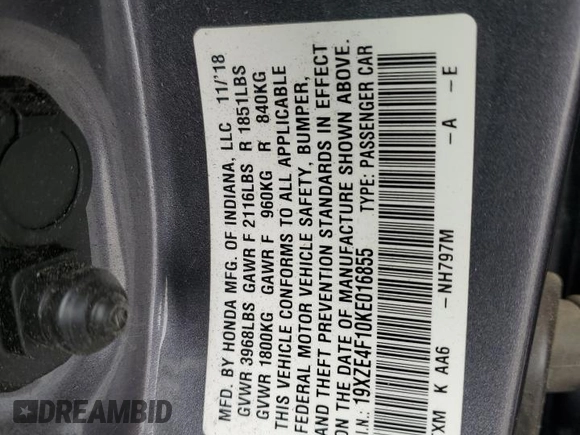 MFD. BY HONDA MFG. OF INDIANA, LLC 11/'18
GVWR 3968LBS GAWR F 2116LBS R 1851LBS
GVWR 1800KG GAWR F 960KG R 840KG
THIS VEHICLE CONFORMS TO ALL APPLICABLE
FEDERAL MOTOR VEHICLE SAFETY, BUMPER,
AND THEFT PREVENTION STANDARDS IN EFFECT
ON THE DATE OF MANUFACTURE SHOWN ABOVE.
.I.N.: 19XZE4F10KE016855 TYPE: PASSENGER CAR
TXM K AA6 -NH797M -A -E
DREAMBID